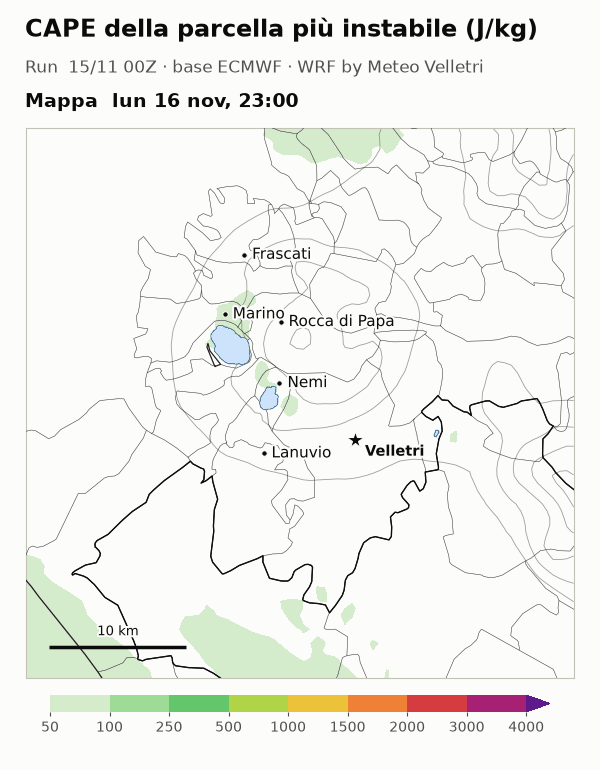 CAPE della parcella più instabile (J/kg)
Run  15/11 00Z · base ECMWF · WRF by Meteo Velletri
Mappa  lun 16 nov, 23:00
Frascati
Marino
Rocca di Papa
Nemi
Velletri
Lanuvio
10 km
50 100 250 500 1000 1500 2000 3000 4000